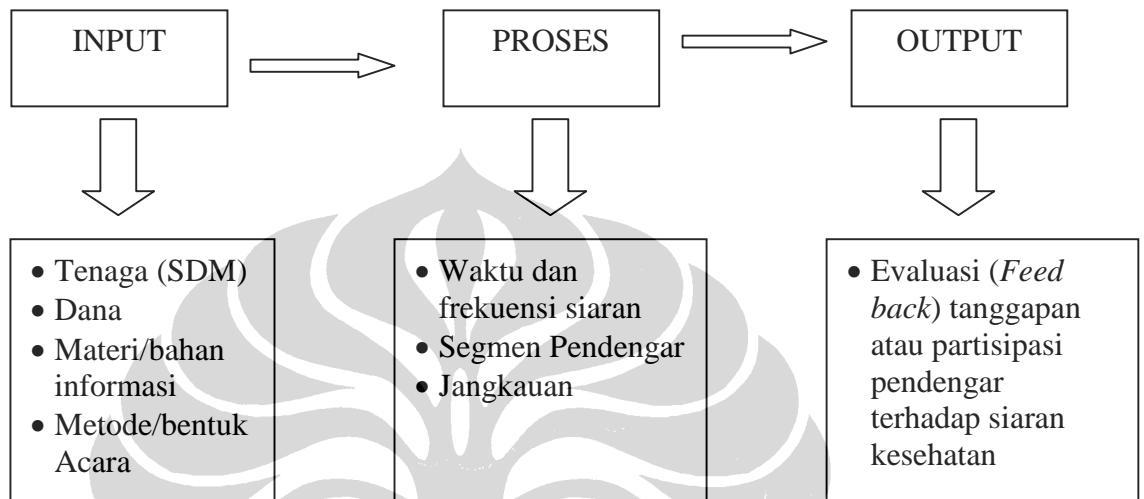 INPUT
PROSES
OUTPUT
• Tenaga (SDM)
• Dana
• Materi/bahan
informasi
• Metode/bentuk
Acara
• Waktu dan
frekuensi siaran
• Segmen Pendengar
• Jangkauan
• Evaluasi (Feed
back) tanggapan
atau partisipasi
pendengar
terhadap siaran
kesehatan